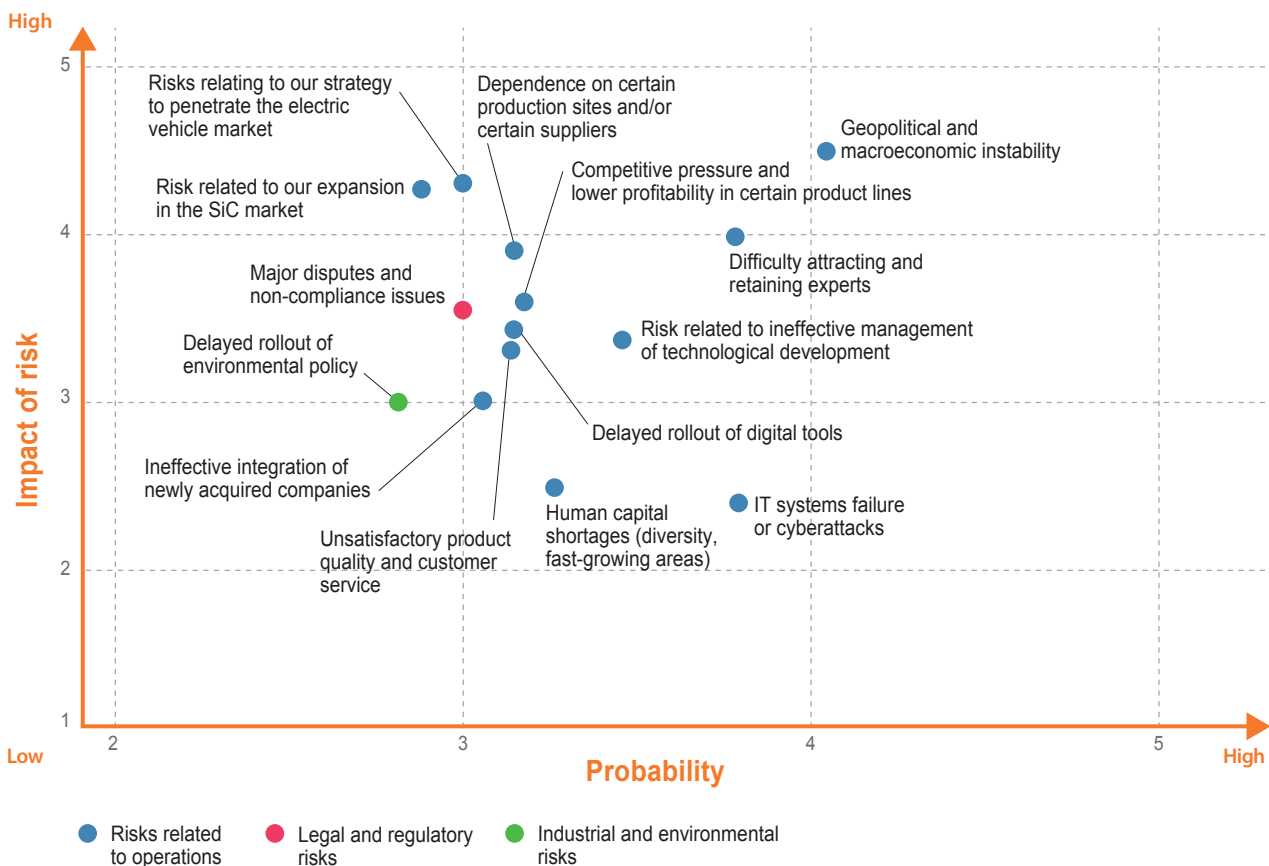 High
5
Risks relating to our strategy
to penetrate the electric
vehicle market
Dependence on certain
production sites and/or
certain suppliers
Geopolitical and
macroeconomic instability
Competitive pressure and
lower profitability in certain product lines
Risk related to our expansion
in the SiC market
4
Difficulty attracting and
retaining experts
Major disputes and
non-compliance issues
Risk related to ineffective management
of technological development
Delayed rollout of
environmental policy
Impact of risk
3
Delayed rollout of digital tools
Ineffective integration of
newly acquired companies
IT systems failure
or cyberattacks
Human capital
shortages (diversity,
fast-growing areas)
Unsatisfactory product
quality and customer
service
2
1
Low
2
3
4
5
High
Probability
Risks related
to operations
Legal and regulatory
risks
Industrial and environmental
risks